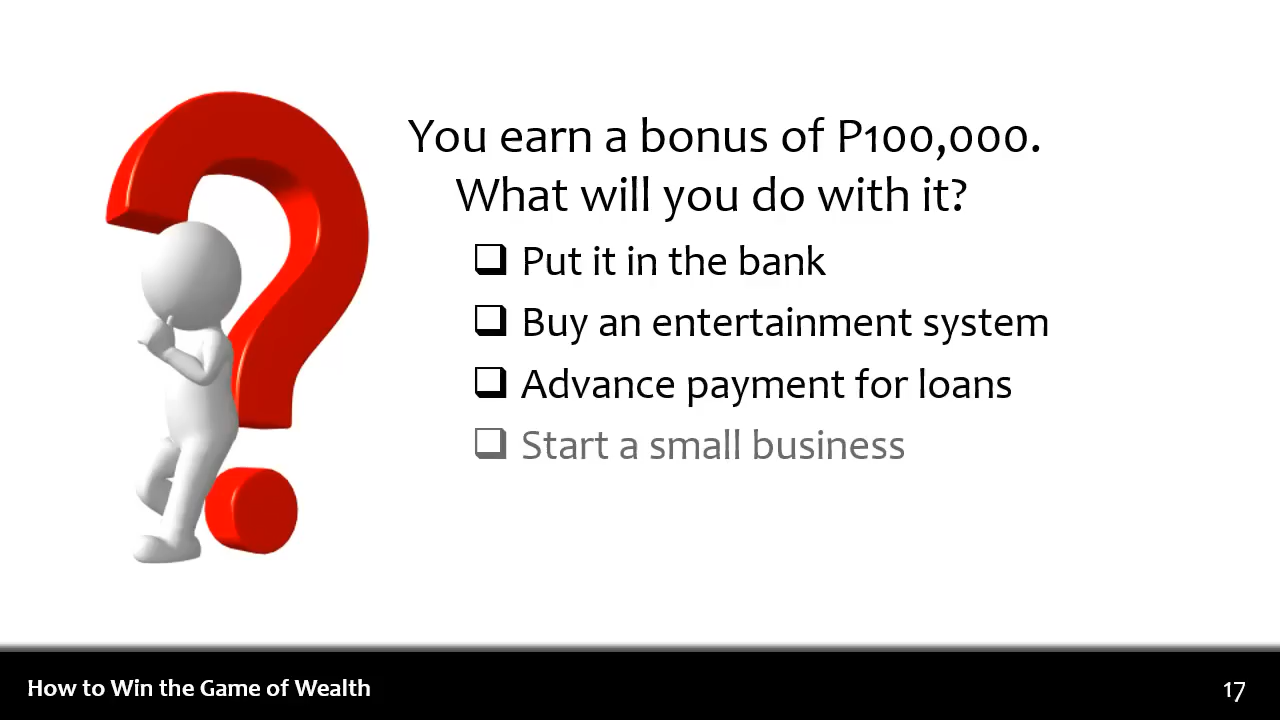 You earn a bonus of P100,000.
What will you do with it?
❑ Put it in the bank
❑ Buy an entertainment system
❑ Advance payment for loans
❑ Start a small business
How to Win the Game of Wealth
17